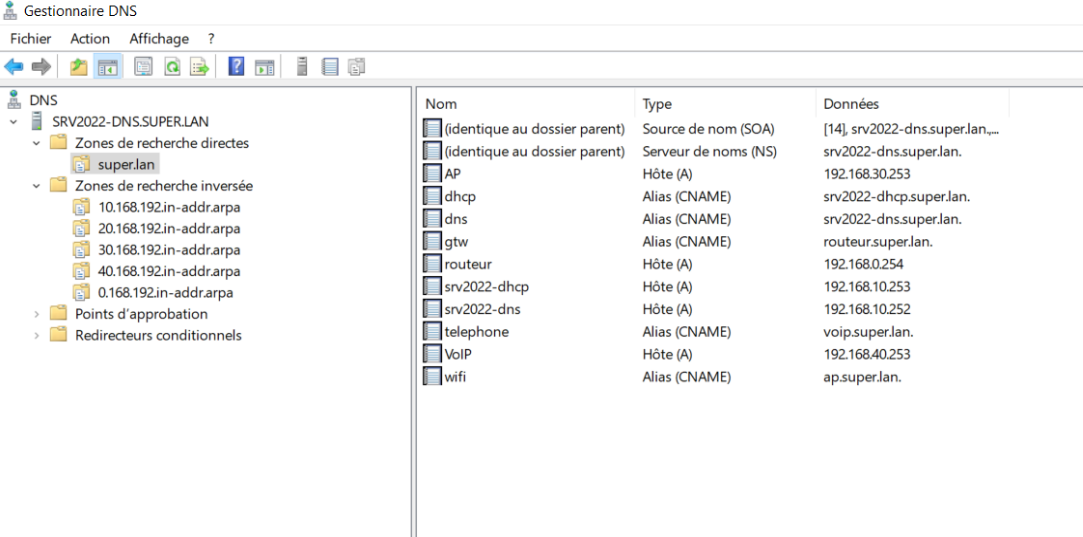 Gestionnaire DNS
Fichier Action Affichage ?
DNS
SRV2022-DNS.SUPER.LAN
Zones de recherche directes
super.lan
Zones de recherche inversée
10.168.192.in-addr.arpa
20.168.192.in-addr.arpa
30.168.192.in-addr.arpa
40.168.192.in-addr.arpa
0.168.192.in-addr.arpa
Points d'approbation
Redirecteurs conditionnels
Nom Type Données
(identique au dossier parent) Source de nom (SOA) [14], srv2022-dns.super.lan.,...
(identique au dossier parent) Serveur de noms (NS) srv2022-dns.super.lan.
AP Hôte (A) 192.168.30.253
dhcp Alias (CNAME) srv2022-dhcp.super.lan.
dns Alias (CNAME) srv2022-dns.super.lan.
gtw Alias (CNAME) routeur.super.lan.
routeur Hôte (A) 192.168.0.254
srv2022-dhcp Hôte (A) 192.168.10.253
srv2022-dns Hôte (A) 192.168.10.252
telephone Alias (CNAME) voip.super.lan.
VoIP Hôte (A) 192.168.40.253
wifi Alias (CNAME) ap.super.lan.